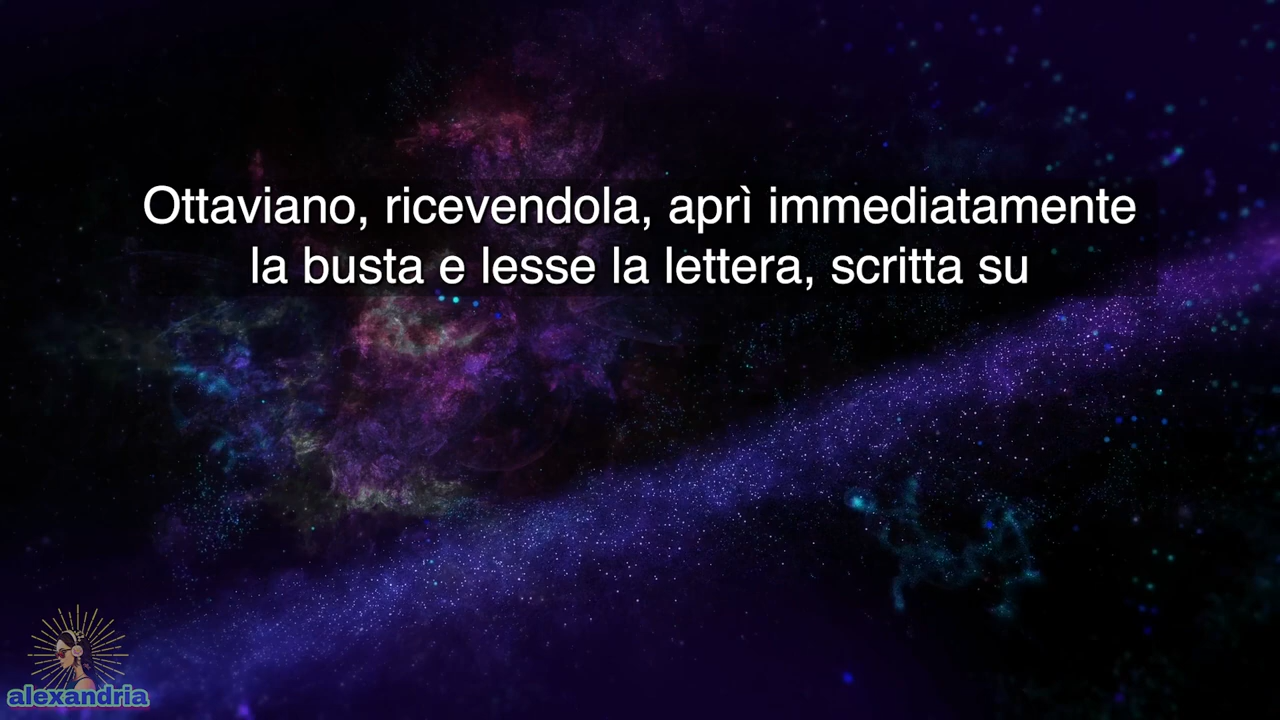 Ottaviano, ricevendola, aprì immediatamente
la busta e lesse la lettera, scritta su
alexandria